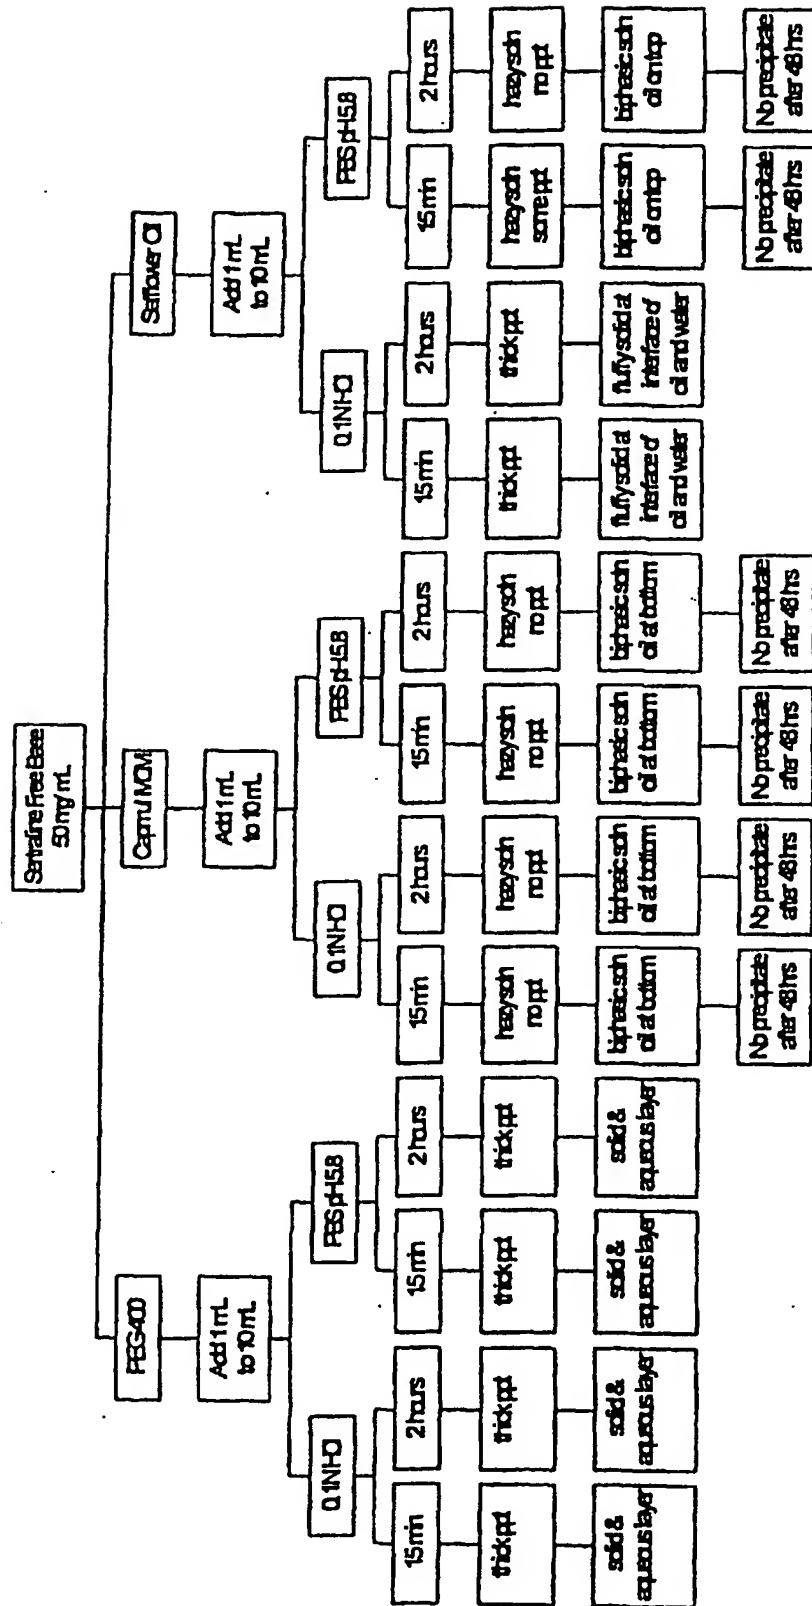 Sertraline Free Base
50 mg/mL
PEG 400
Capmul MCM
Safflower Oil
Add 1 mL
to 10 mL
Add 1 mL
to 10 mL
Add 1 mL
to 10 mL
0.1N HCl
PBS pH 5.8
0.1N HCl
PBS pH 5.8
0.1N HCl
PBS pH 5.8
15 min
2 hours
15 min
2 hours
15 min
2 hours
15 min
2 hours
15 min
2 hours
15 min
2 hours
thick ppt
thick ppt
thick ppt
thick ppt
hazy soln
no ppt
hazy soln
no ppt
hazy soln
no ppt
hazy soln
no ppt
thick ppt
thick ppt
hazy soln
some ppt
hazy soln
no ppt
solid &
aqueous layer
solid &
aqueous layer
solid &
aqueous layer
solid &
aqueous layer
biphasic soln
oil at bottom
biphasic soln
oil at bottom
biphasic soln
oil at bottom
biphasic soln
oil at bottom
fluffy solid at
interface of
oil and water
fluffy solid at
interface of
oil and water
biphasic soln
oil on top
biphasic soln
oil on top
No precipitate
after 48 hrs
No precipitate
after 48 hrs
No precipitate
after 48 hrs
No precipitate
after 48 hrs
No precipitate
after 48 hrs
No precipitate
after 48 hrs